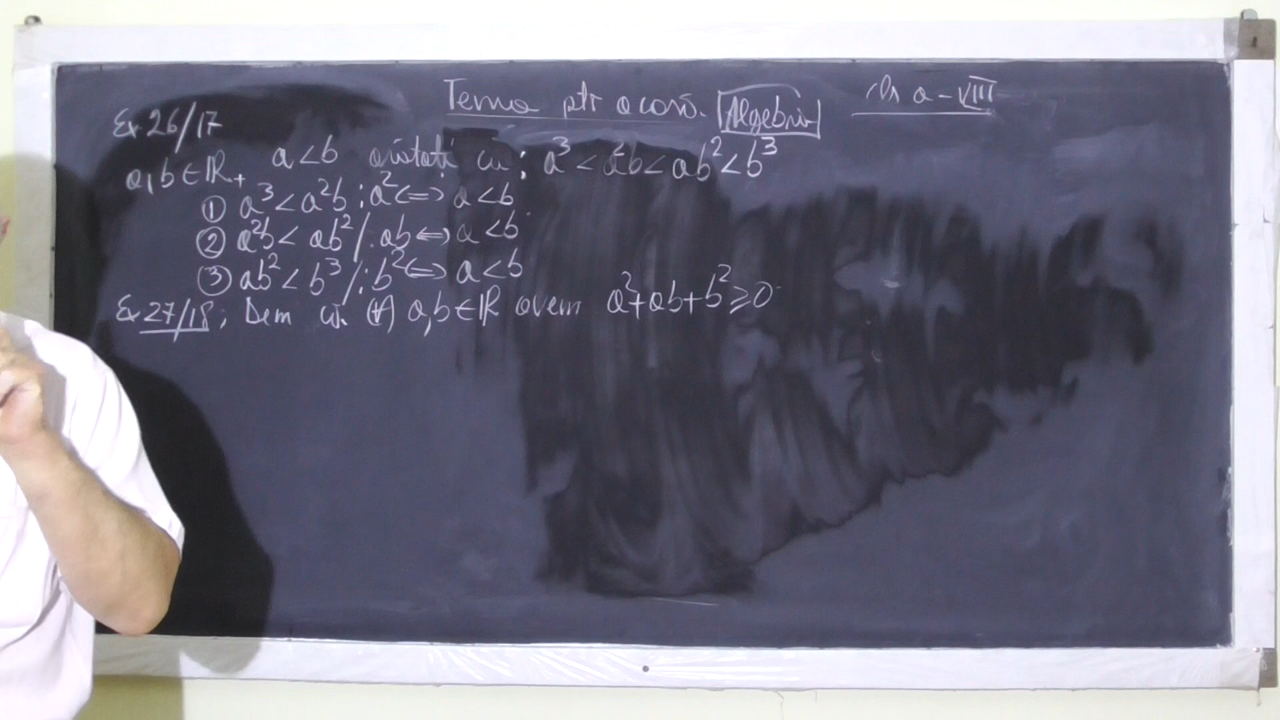 Tema ptr acasă. Algebră cls a-VIII
Ex 26/17
a,b∈ℝ₊ a<b arătați că: a³<a²b<ab²<b³
① a³<a²b :a² ⟺ a<b
② a²b<ab² /:ab ⟺ a<b
③ ab²<b³ /:b² ⟺ a<b
Ex 27/18; Dem că. (∀) a,b∈ℝ avem a²+ab+b²≥0